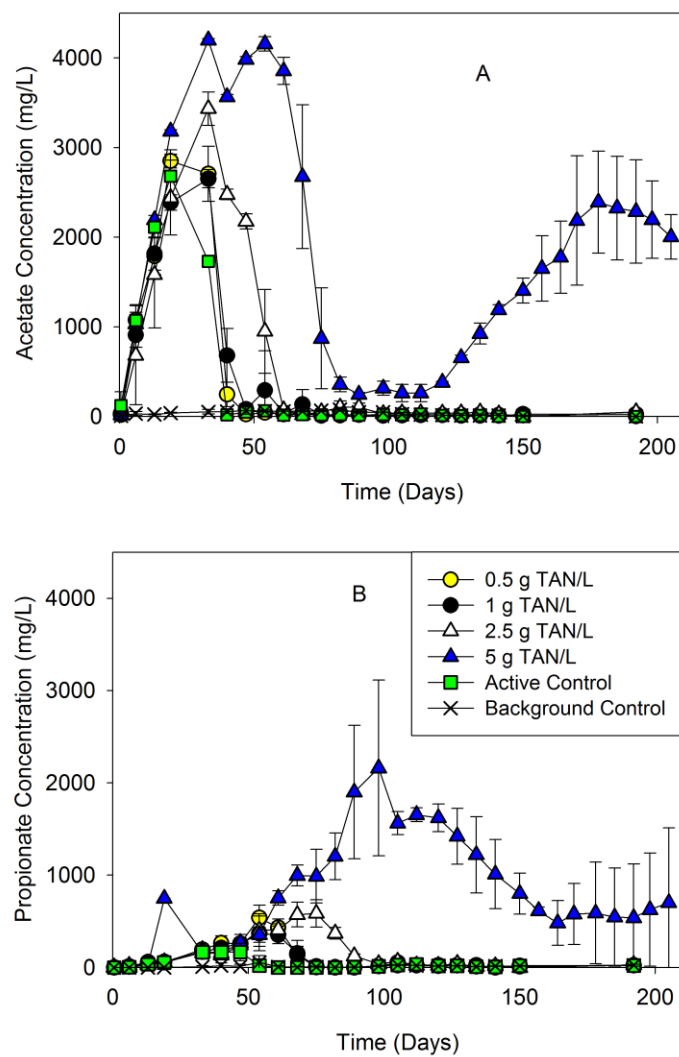 A
Acetate Concentration (mg/L)
4000
3000
2000
1000
0
0 50 100 150 200
Time (Days)
B
Propionate Concentration (mg/L)
4000
3000
2000
1000
0
0.5 g TAN/L
1 g TAN/L
2.5 g TAN/L
5 g TAN/L
Active Control
Background Control
0 50 100 150 200
Time (Days)